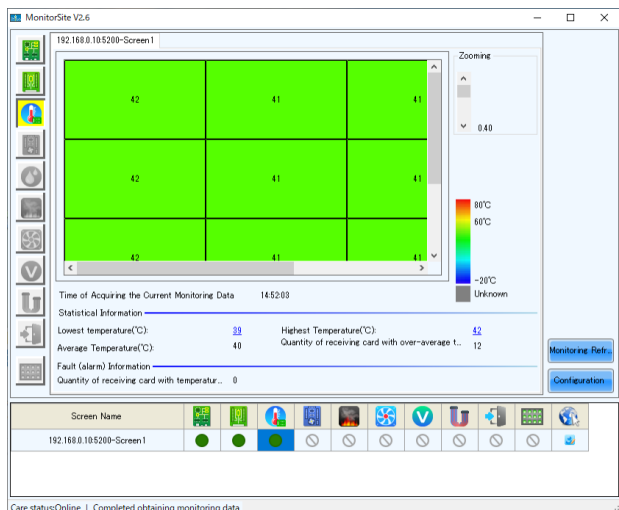 MonitorSite V2.6
192.168.0.10:5200-Screen1
Zooming
42 41 41
0.40
42 41 41
80℃
60℃
42 41 41
-20℃
Unknown
Time of Acquiring the Current Monitoring Data 14:52:03
Statistical Information
Lowest temperature(℃): 39 Highest Temperature(℃): 42
Average Temperature(℃): 40 Quantity of receiving card with over-average t... 12
Monitoring Refr...
Fault (alarm) Information
Quantity of receiving card with temperatur... 0
Configuration
Screen Name
V
192.168.0.10:5200-Screen1
Care status:Online | Completed obtaining monitoring data